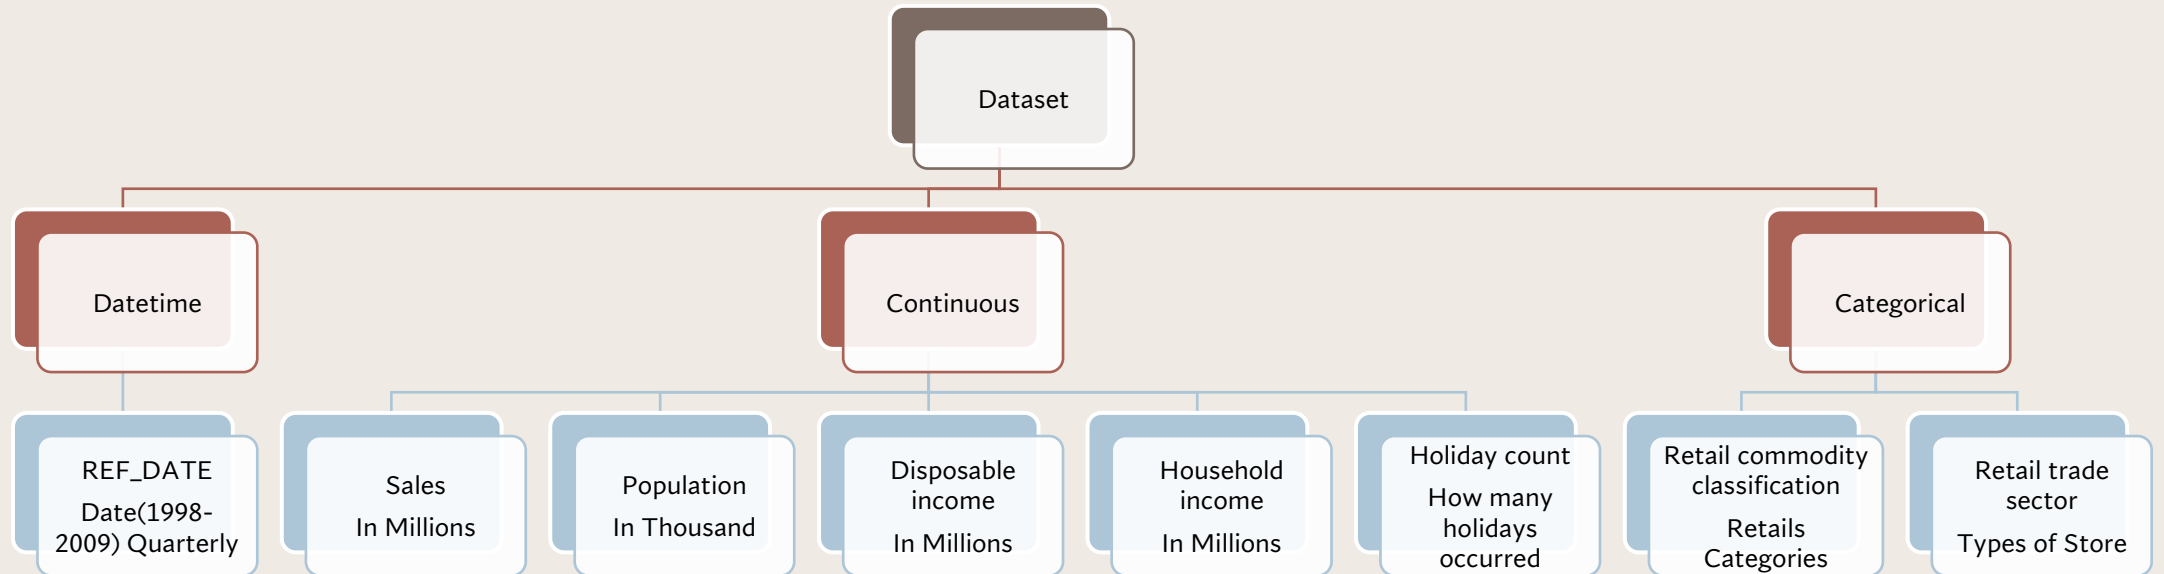 Dataset
Datetime
Continuous
Categorical
REF_DATE
Date(1998-
2009) Quarterly
Sales
In Millions
Population
In Thousand
Disposable
income
In Millions
Household
income
In Millions
Holiday count
How many
holidays
occurred
Retail commodity
classification
Retails
Categories
Retail trade
sector
Types of Store